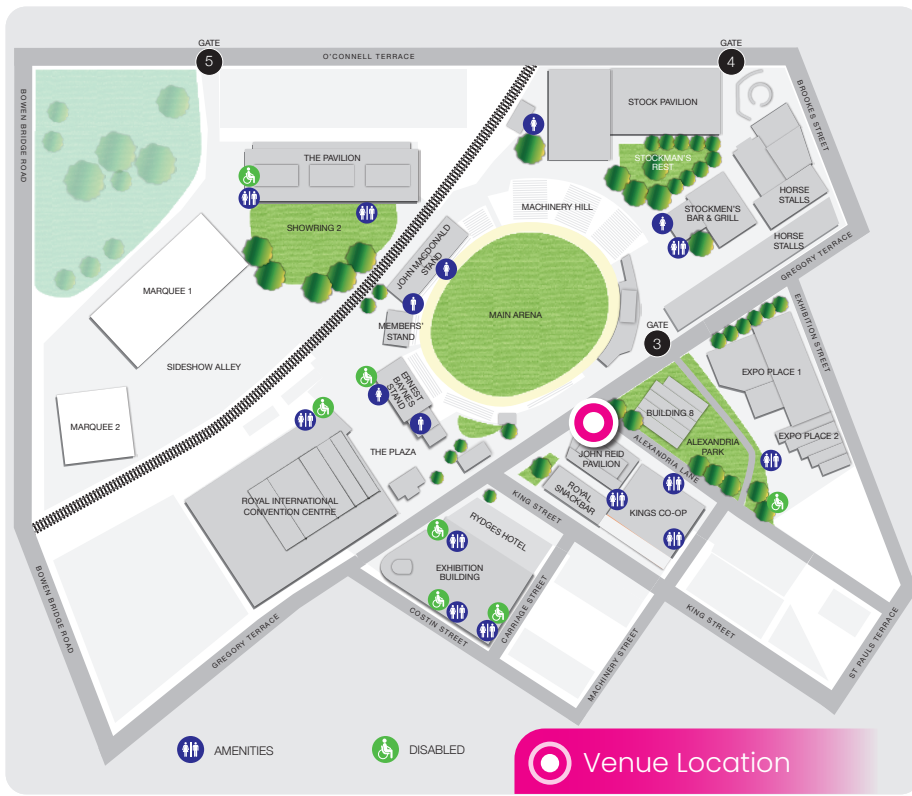 GATE
5
O'CONNELL TERRACE
GATE
4
BOWEN BRIDGE ROAD
BROOKES STREET
STOCK PAVILION
THE PAVILION
STOCKMAN'S
REST
HORSE
STALLS
MACHINERY HILL
STOCKMEN'S
BAR & GRILL
SHOWRING 2
JOHN MACDONALD
STAND
HORSE
STALLS
GREGORY TERRACE
MARQUEE 1
MAIN ARENA
MEMBERS'
STAND
GATE
3
EXHIBITION STREET
SIDESHOW ALLEY
ERNEST
BAYNES
STAND
EXPO PLACE 1
MARQUEE 2
BUILDING 8
EXPO PLACE 2
ALEXANDRIA
PARK
ALEXANDRIA LANE
THE PLAZA
JOHN REID
PAVILION
ROYAL
SNACKBAR
KINGS CO-OP
KING STREET
ROYAL INTERNATIONAL
CONVENTION CENTRE
RYDGES HOTEL
EXHIBITION
BUILDING
BOWEN BRIDGE ROAD
GREGORY TERRACE
COSTIN STREET
CARRIAGE STREET
MACHINERY STREET
KING STREET
ST PAULS TERRACE
AMENITIES
DISABLED
Venue Location